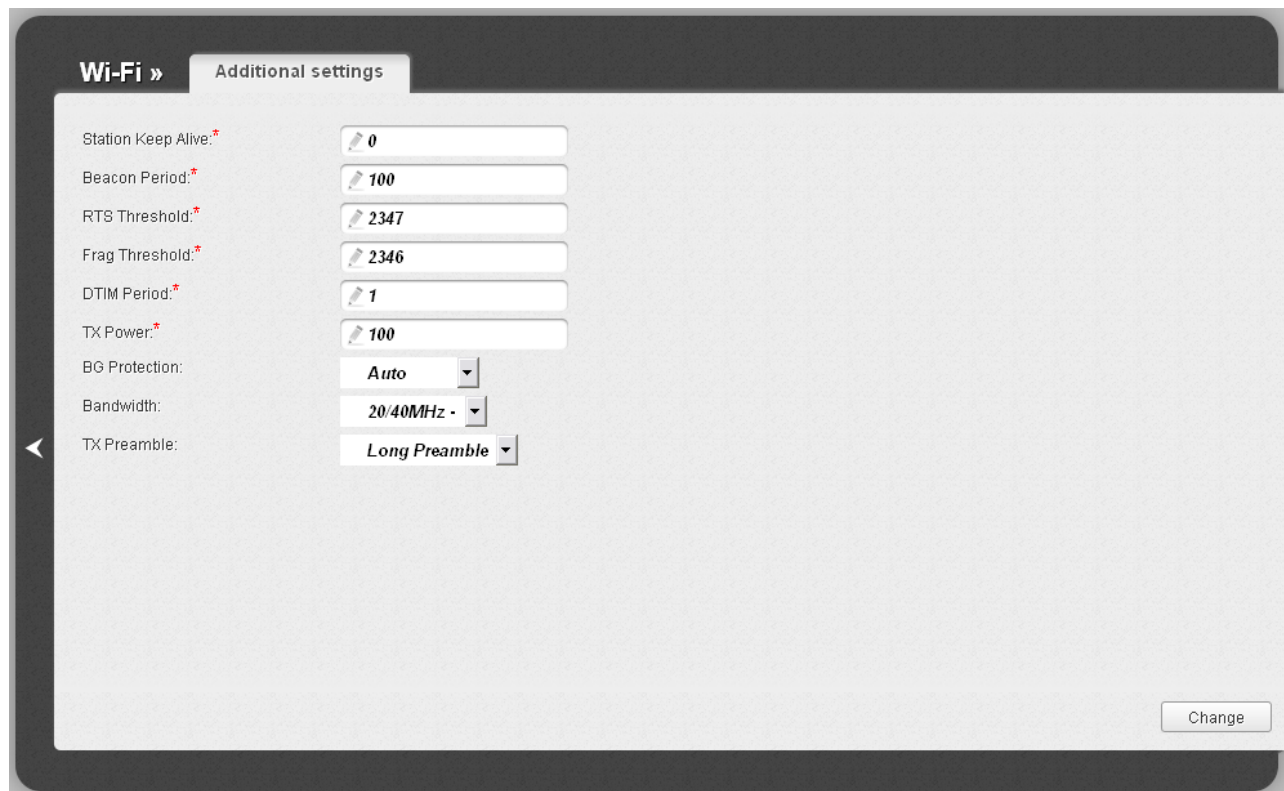 Wi-Fi » Additional settings
Station Keep Alive:* 0
Beacon Period:* 100
RTS Threshold:* 2347
Frag Threshold:* 2346
DTIM Period:* 1
TX Power:* 100
BG Protection: Auto
Bandwidth: 20/40MHz -
TX Preamble: Long Preamble
Change